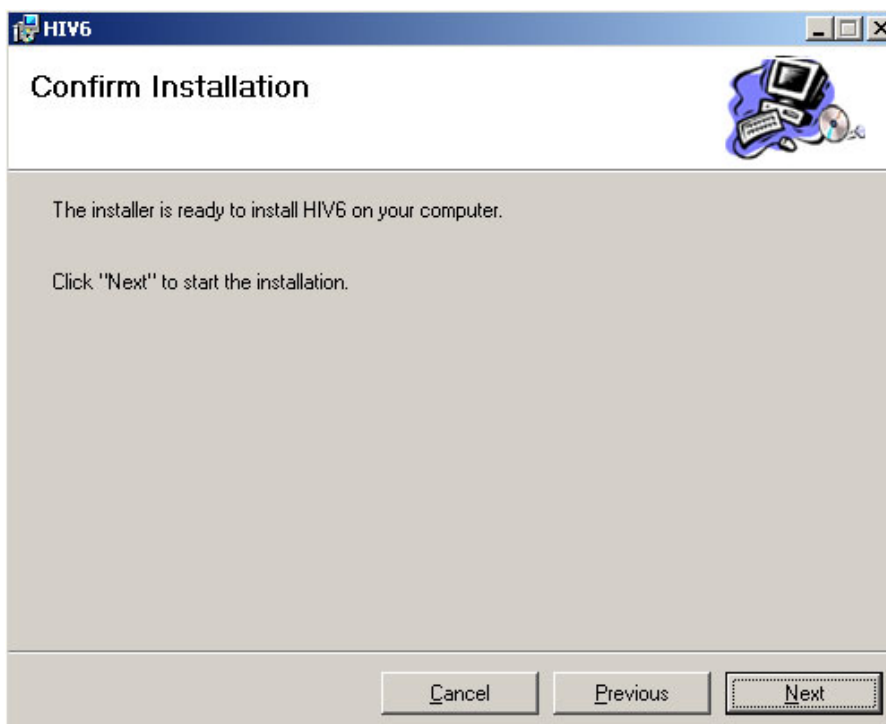 HIV6
Confirm Installation
The installer is ready to install HIV6 on your computer.
Click "Next" to start the installation.
Cancel Previous Next